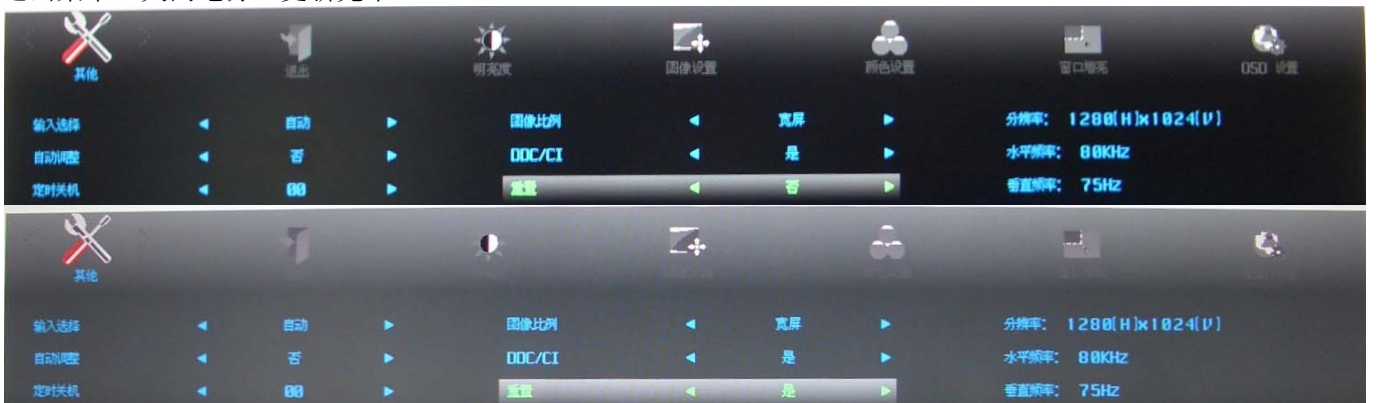 其他 退出 明亮度 图像设置 颜色设置 窗口增亮 OSD 设置
输入选择 自动 图像比例 宽屏 分辨率: 1280(H)x1024(V)
自动调整 否 DDC/CI 是 水平频率: 80KHz
定时关机 00 重置 否 垂直频率: 75Hz
其他
输入选择 自动 图像比例 宽屏 分辨率: 1280(H)x1024(V)
自动调整 否 DDC/CI 是 水平频率: 80KHz
定时关机 00 重置 是 垂直频率: 75Hz